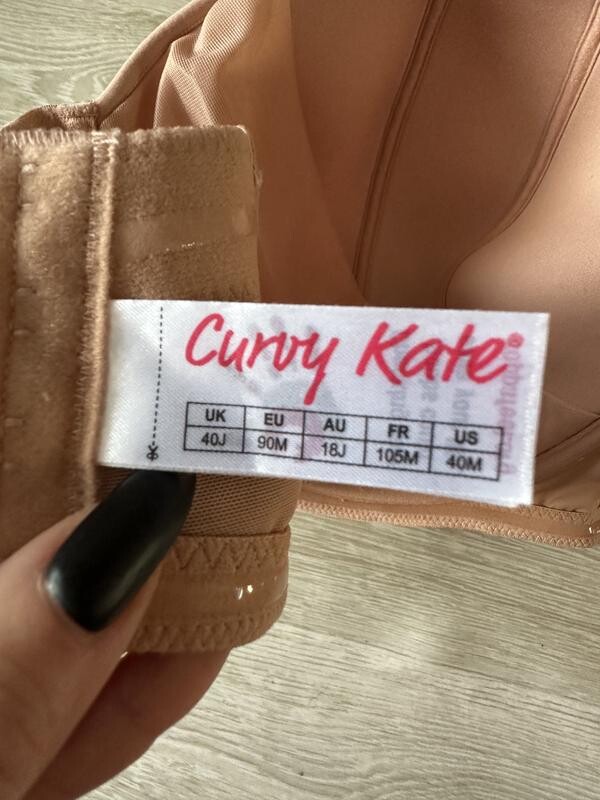 Curvy Kate®
UK EU AU FR US
40J 90M 18J 105M 40M